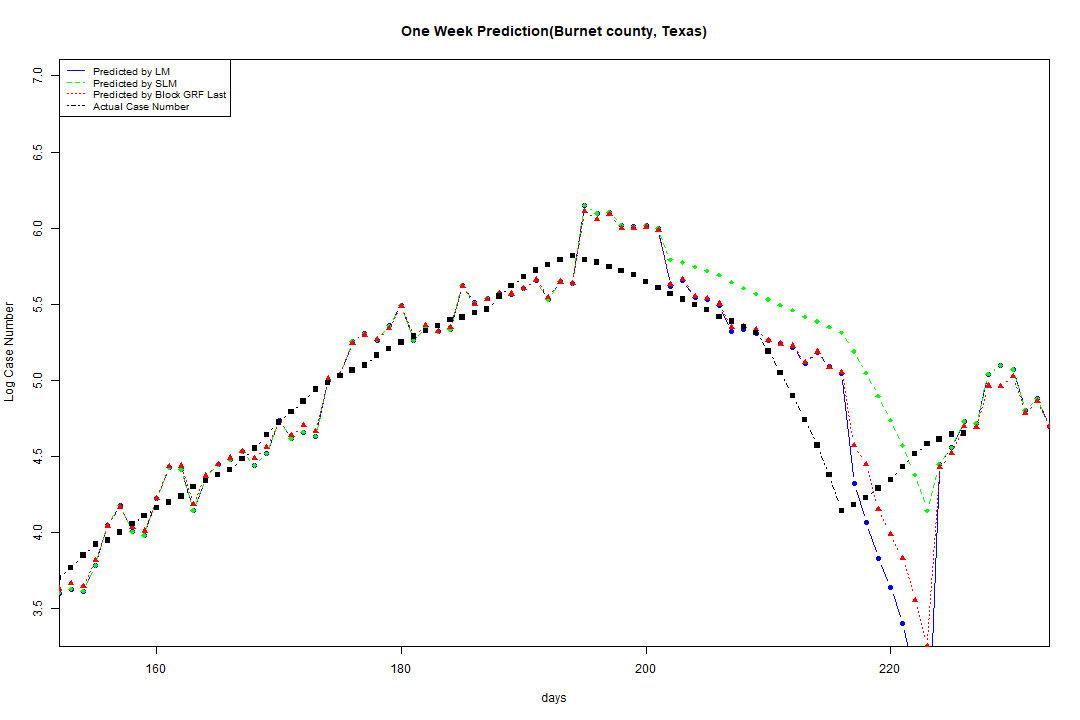 One Week Prediction(Burnet county, Texas)
Predicted by LM
Predicted by SLM
Predicted by Block GRF Last
Actual Case Number
7.0
6.5
6.0
5.5
5.0
4.5
4.0
3.5
Log Case Number
160 180 200 220
days